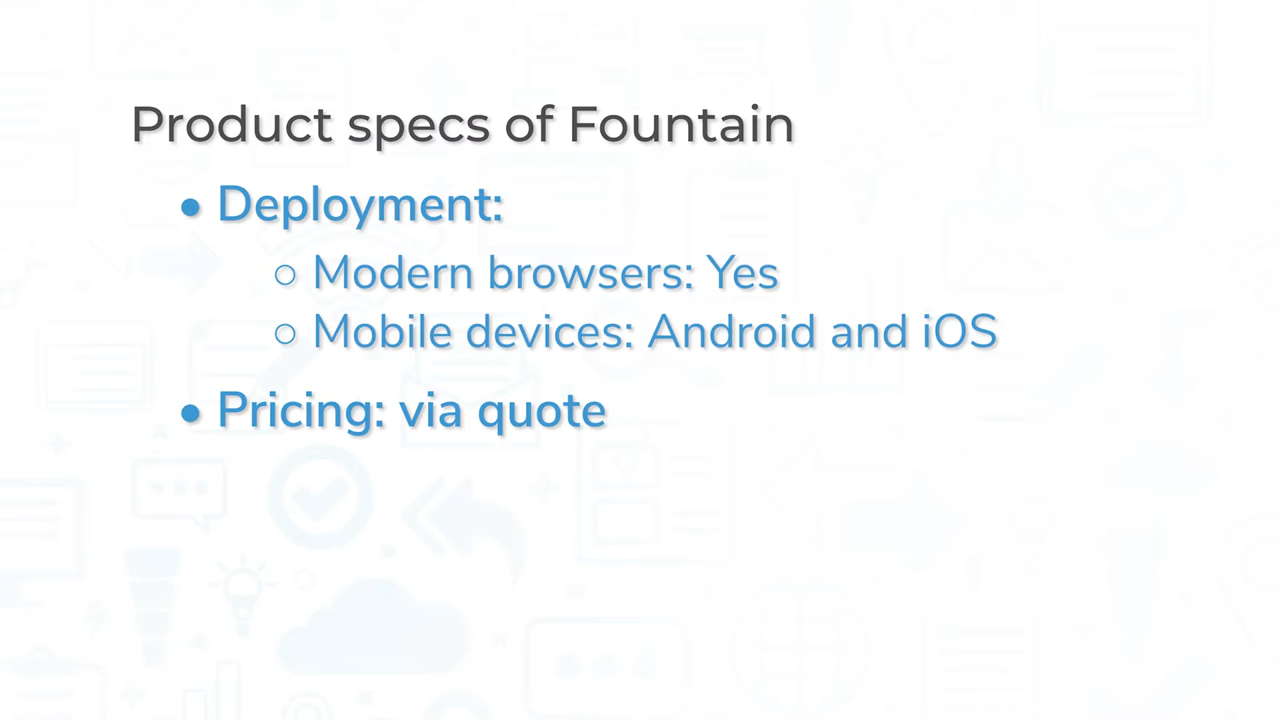 Product specs of Fountain
• Deployment:
○ Modern browsers: Yes
○ Mobile devices: Android and iOS
• Pricing: via quote